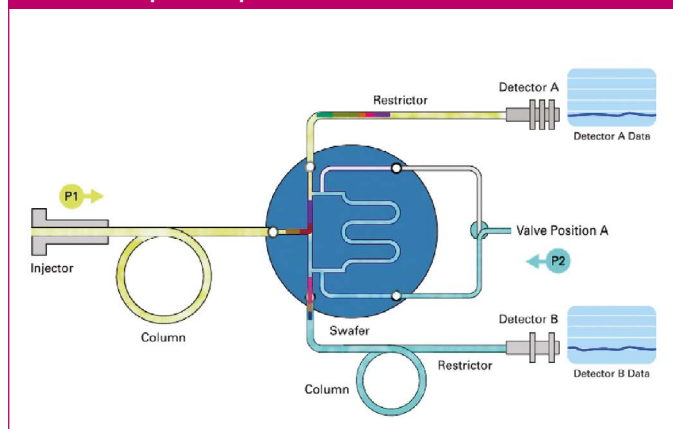 Detector A
Restrictor
Detector A Data
P1
Valve Position A
P2
Injector
Swafer
Detector B
Column
Restrictor
Detector B Data
Column